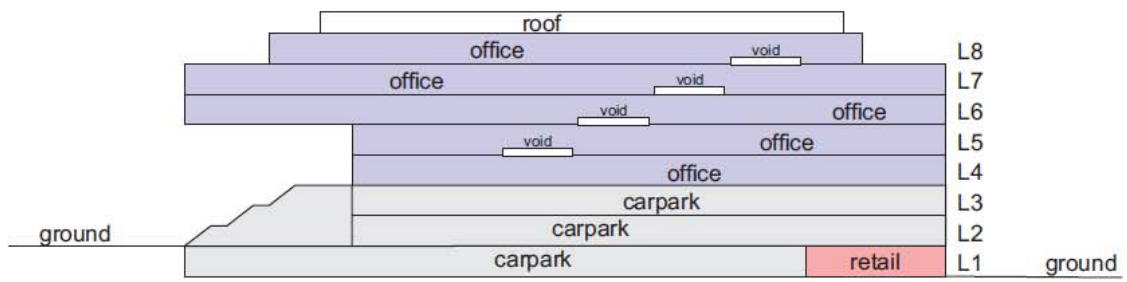 roof
office
void
L8
office
void
L7
void
office
L6
void
office
L5
office
L4
carpark
L3
ground
carpark
L2
carpark
retail
L1
ground